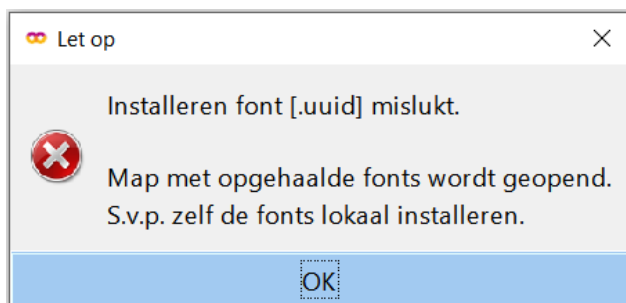 Let op
Installeren font [.uuid] mislukt.
Map met opgehaalde fonts wordt geopend.
S.v.p. zelf de fonts lokaal installeren.
OK